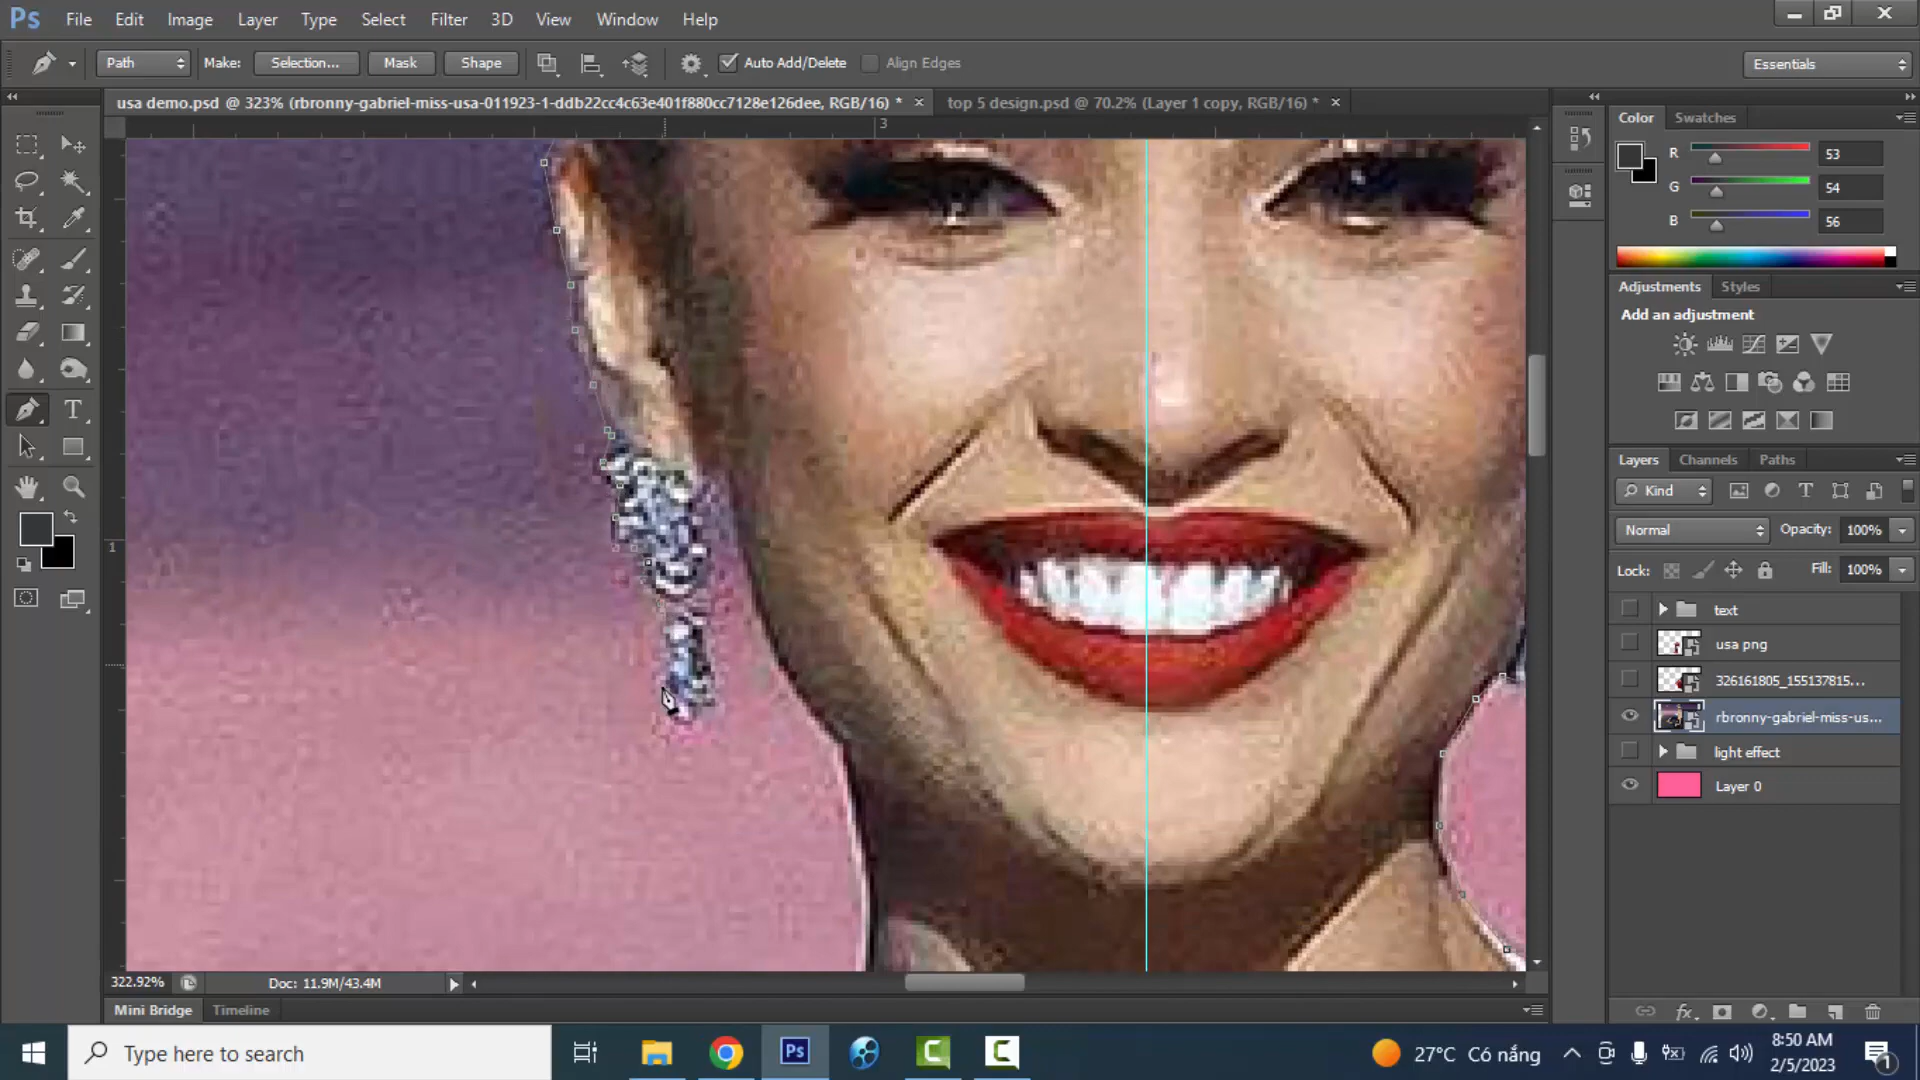 Ps File Edit Image Layer Type Select Filter 3D View Window Help
Path Make: Selection... Mask Shape Auto Add/Delete Align Edges Essentials
usa demo.psd @ 323% (rbronny-gabriel-miss-usa-011923-1-ddb22cc4c63e401f880cc7128e126dee, RGB/16) * × top 5 design.psd @ 70.2% (Layer 1 copy, RGB/16) * ×
3
1
Color Swatches
R 53
G 54
B 56
Adjustments Styles
Add an adjustment
Layers Channels Paths
Kind
Normal Opacity: 100%
Lock: Fill: 100%
text
usa png
326161805_155137815...
rbronny-gabriel-miss-us...
light effect
Layer 0
322.92% Doc: 11.9M/43.4M
Mini Bridge Timeline
Type here to search
Ps
27°C Có nắng
8:50 AM
2/5/2023
1